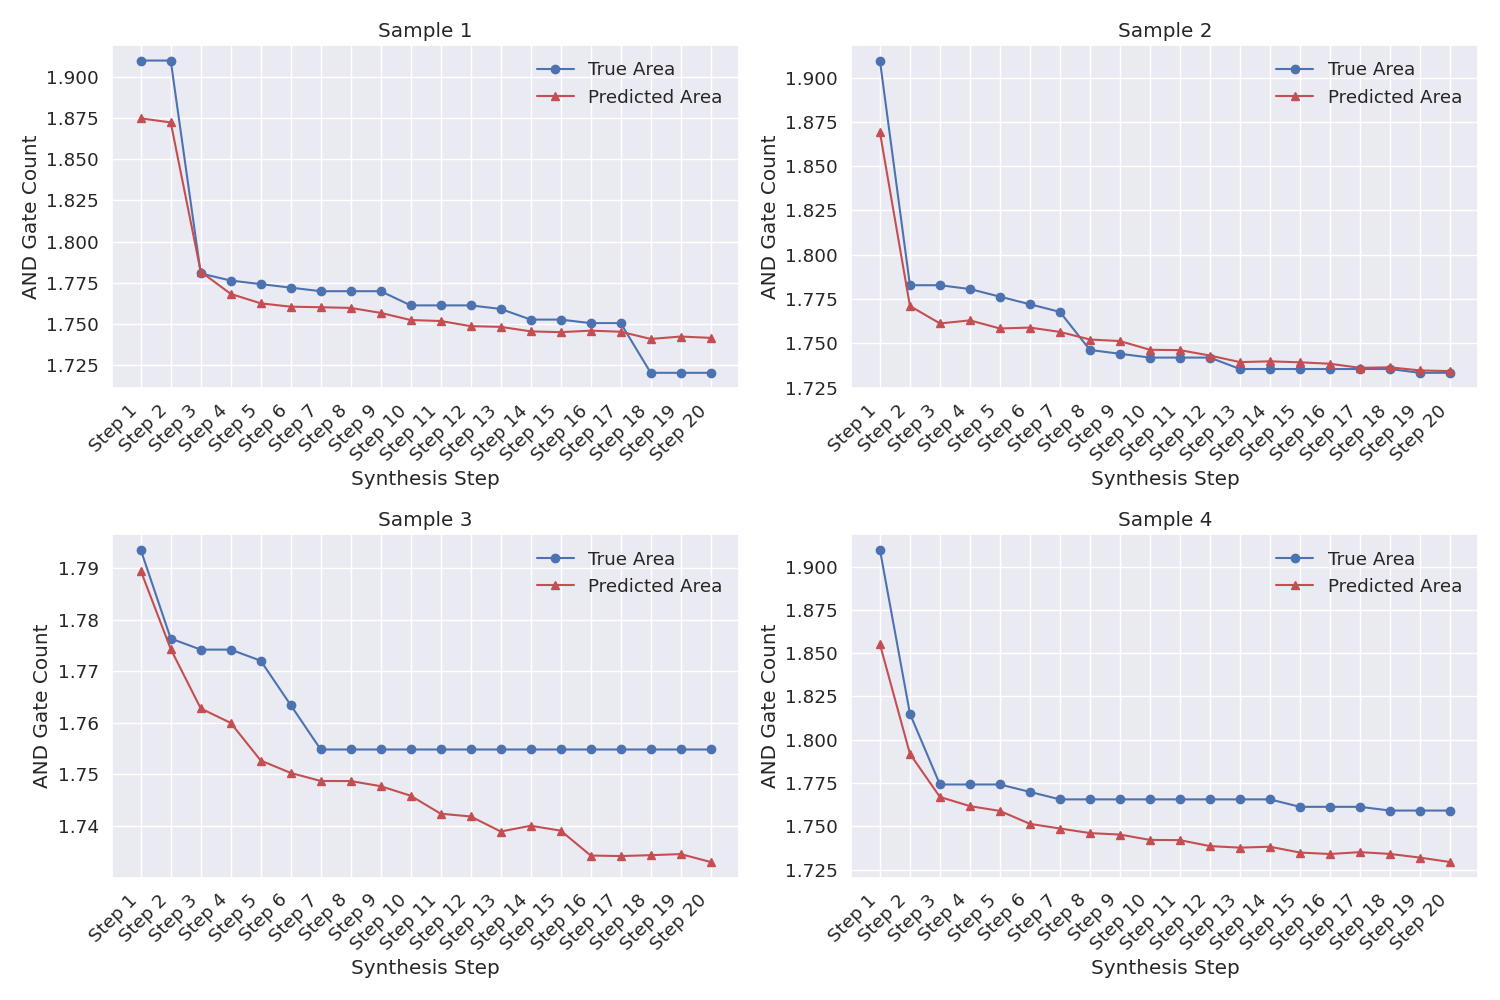 Sample 1
AND Gate Count
1.900
1.875
1.850
1.825
1.800
1.775
1.750
1.725
True Area
Predicted Area
Step 1
Step 2
Step 3
Step 4
Step 5
Step 6
Step 7
Step 8
Step 9
Step 10
Step 11
Step 12
Step 13
Step 14
Step 15
Step 16
Step 17
Step 18
Step 19
Step 20
Synthesis Step
Sample 2
AND Gate Count
1.900
1.875
1.850
1.825
1.800
1.775
1.750
1.725
True Area
Predicted Area
Step 1
Step 2
Step 3
Step 4
Step 5
Step 6
Step 7
Step 8
Step 9
Step 10
Step 11
Step 12
Step 13
Step 14
Step 15
Step 16
Step 17
Step 18
Step 19
Step 20
Synthesis Step
Sample 3
AND Gate Count
1.79
1.78
1.77
1.76
1.75
1.74
True Area
Predicted Area
Step 1
Step 2
Step 3
Step 4
Step 5
Step 6
Step 7
Step 8
Step 9
Step 10
Step 11
Step 12
Step 13
Step 14
Step 15
Step 16
Step 17
Step 18
Step 19
Step 20
Synthesis Step
Sample 4
AND Gate Count
1.900
1.875
1.850
1.825
1.800
1.775
1.750
1.725
True Area
Predicted Area
Step 1
Step 2
Step 3
Step 4
Step 5
Step 6
Step 7
Step 8
Step 9
Step 10
Step 11
Step 12
Step 13
Step 14
Step 15
Step 16
Step 17
Step 18
Step 19
Step 20
Synthesis Step